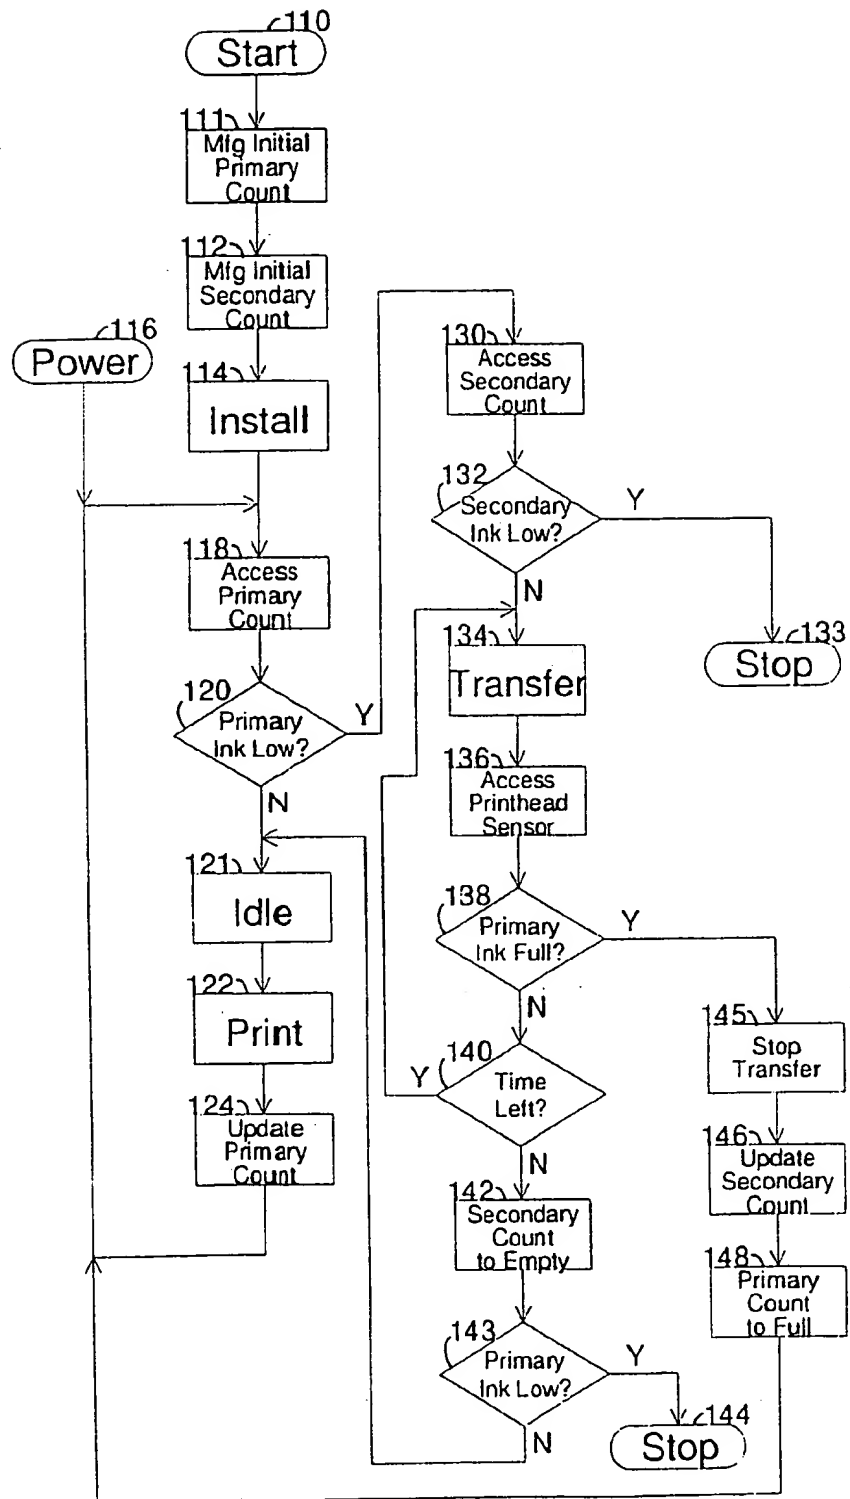 110
Start
111
Mfg Initial
Primary
Count
112
Mfg Initial
Secondary
Count
116
Power
114
Install
118
Access
Primary
Count
120
Primary
Ink Low?
Y
N
121
Idle
122
Print
124
Update
Primary
Count
130
Access
Secondary
Count
132
Secondary
Ink Low?
Y
N
133
Stop
134
Transfer
136
Access
Printhead
Sensor
138
Primary
Ink Full?
Y
N
140
Time
Left?
Y
N
142
Secondary
Count
to Empty
143
Primary
Ink Low?
Y
N
144
Stop
145
Stop
Transfer
146
Update
Secondary
Count
148
Primary
Count
to Full